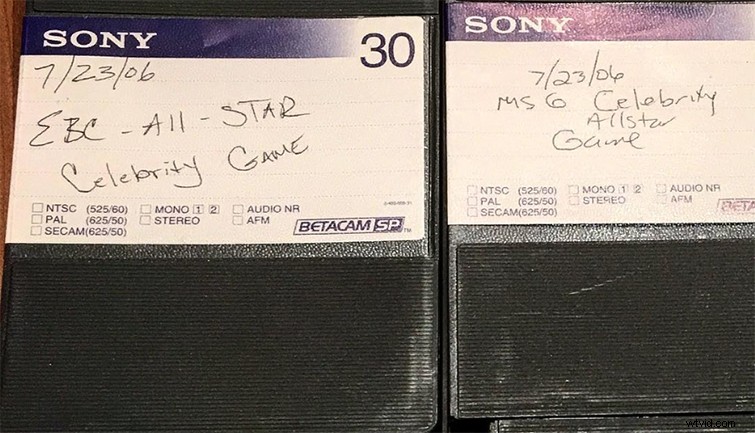 SONY
30
7/23/06
EBC - All - STAR
Celebrity GAME
NTSC (525/60) MONO 1 2 AUDIO NR
PAL (625/50) STEREO AFM
SECAM(625/50)
BETACAM SP TM
SONY
7/23/06
MSG Celebrity
Allstar
Game
NTSC (525/60) MONO 1 2 AUDIO NR
PAL (625/50) STEREO AFM
SECAM(625/50)
BETA